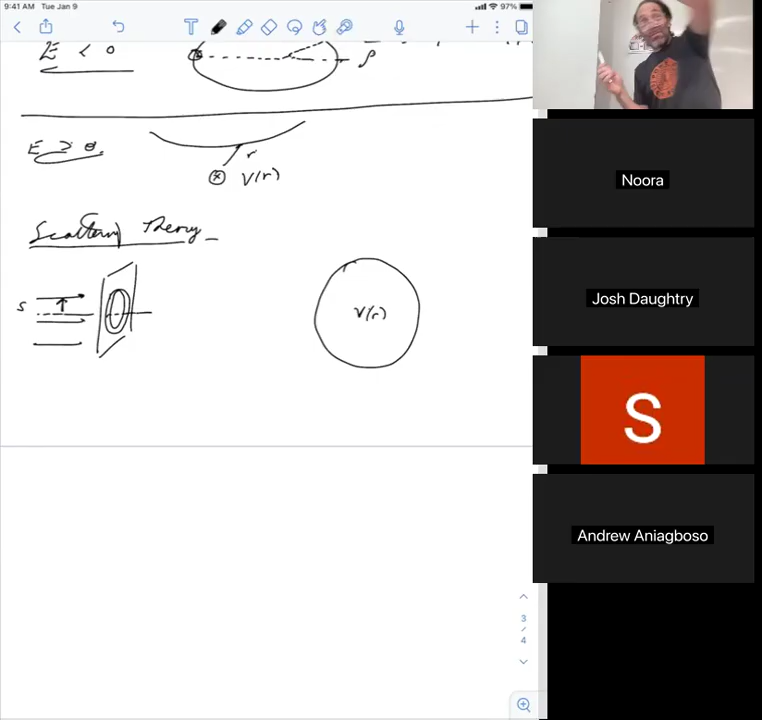 9:41 AM Tue Jan 9
97%
E < 0
ρ
E > 0
r
V(r)
Scattering Theory
s
V(r)
3
/
4
Noora
Josh Daughtry
S
Andrew Aniagboso